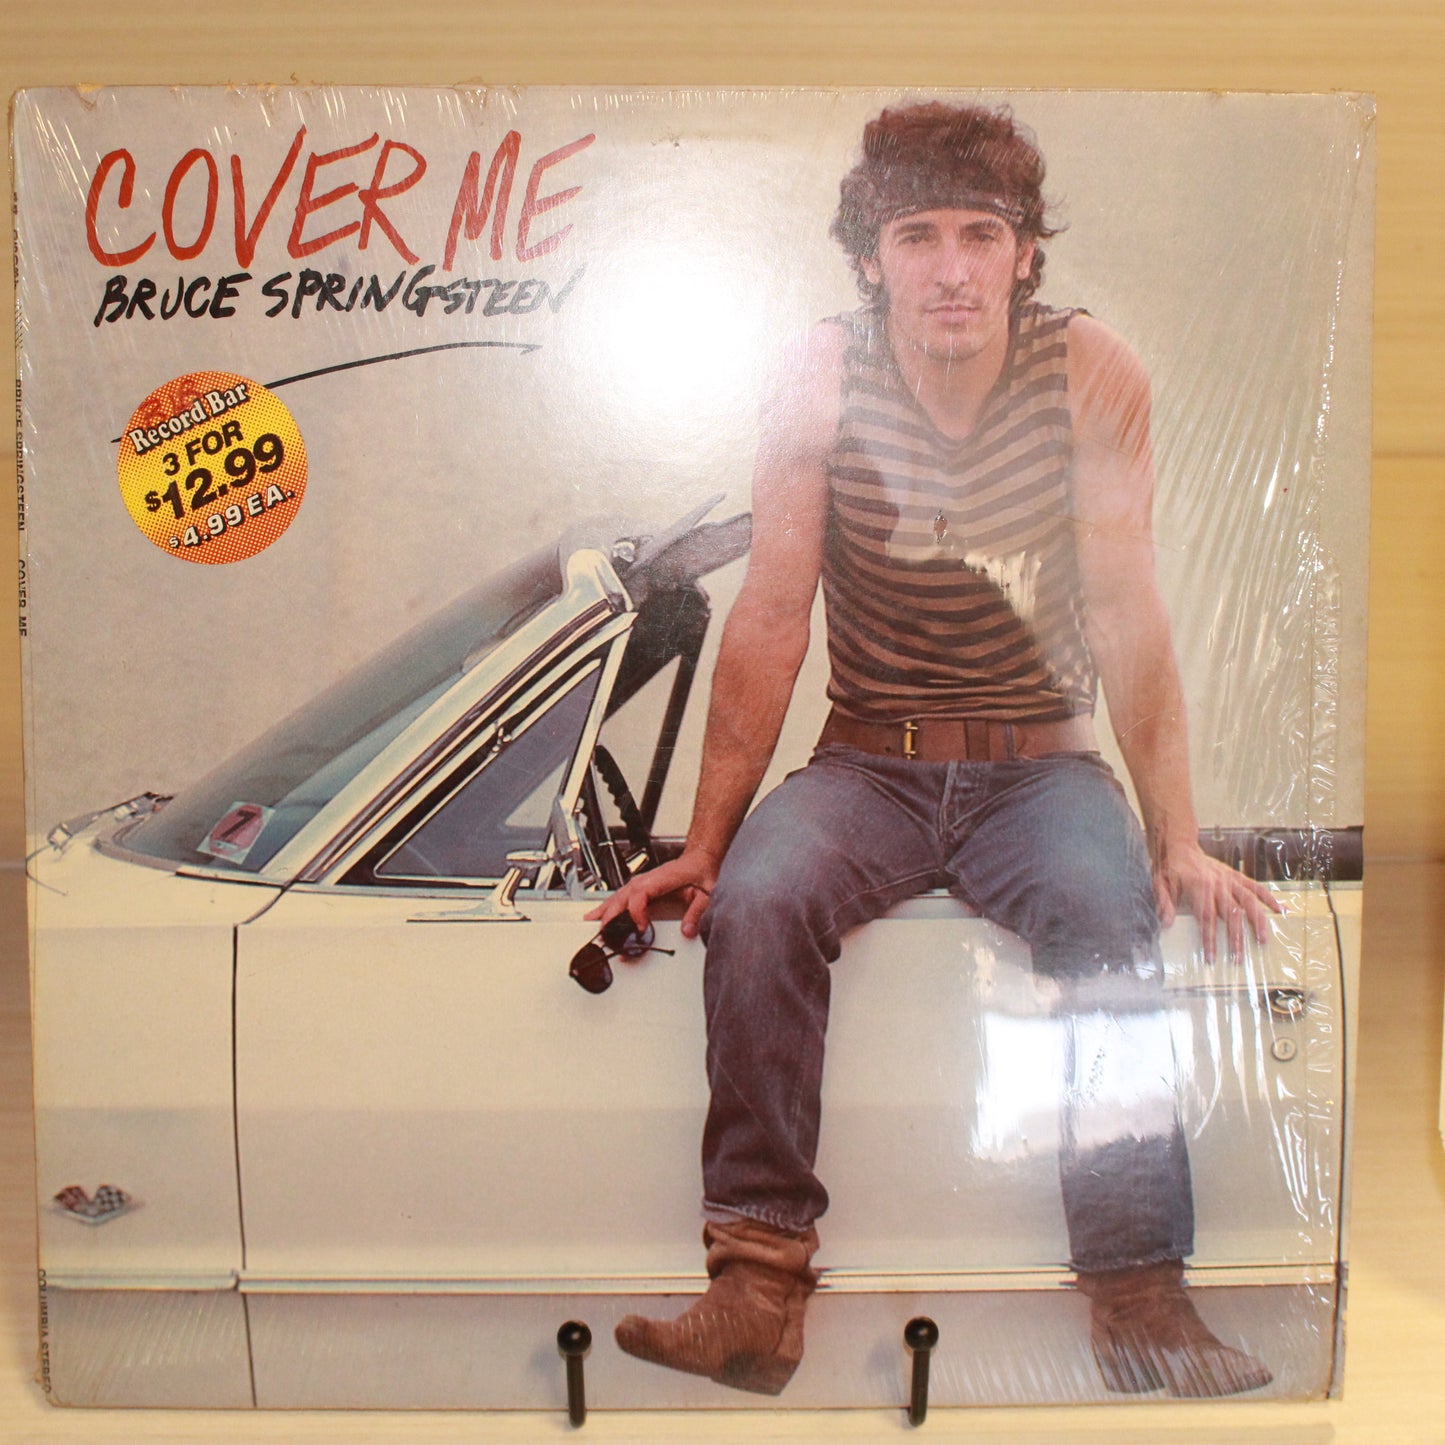 COVER ME
BRUCE SPRINGSTEEN
Record Bar
3 FOR
$12.99
$4.99 EA.
7
BRUCE SPRINGSTEEN COVER ME
COLUMBIA STEREO